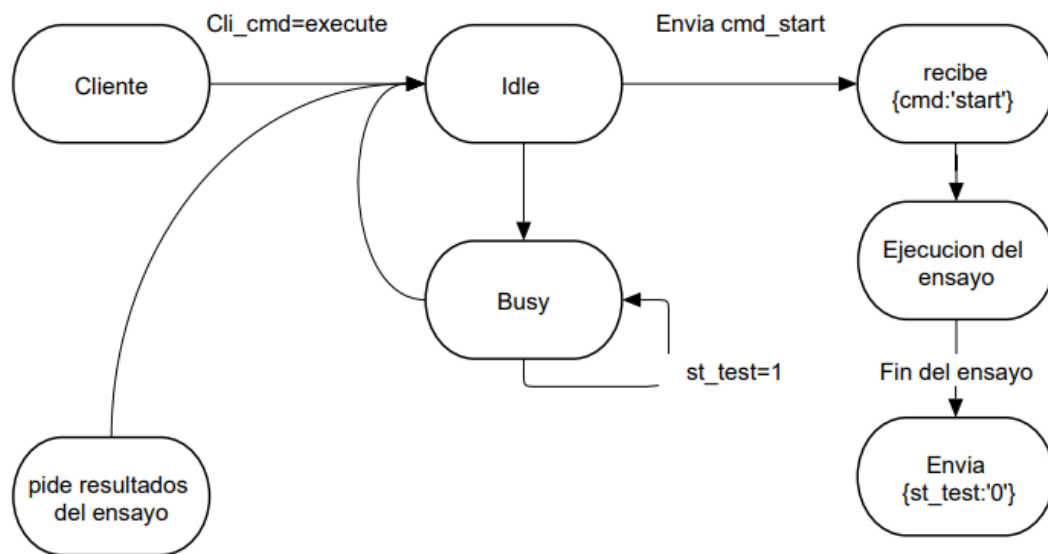 Cli_cmd=execute
Envia cmd_start
Cliente
Idle
recibe
{cmd:'start'}
Ejecucion del
ensayo
Busy
st_test=1
Fin del ensayo
pide resultados
del ensayo
Envia
{st_test:'0'}